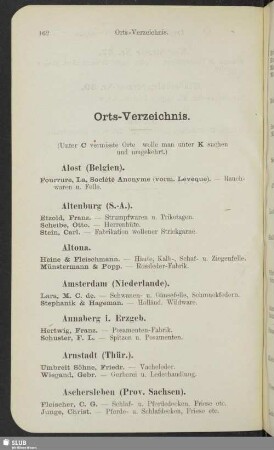 162 Orts-Verzeichnis.
Orts-Verzeichnis.
(Unter C vermisste Orte wolle man unter K suchen
und umgekehrt.)
Alost (Belgien).
Fourrure, La, Société Anonyme (vorm. Leveque). — Rauch-
waren u. Felle.
Altenburg (S.-A.).
Etzold, Franz. — Strumpfwaren u. Trikotagen.
Scheibe, Otto. — Herrenhüte.
Stein, Carl. — Fabrikation wollener Strickgarne.
Altona.
Heine & Fleischmann. — Häute, Kalb-, Schaf- u. Ziegenfelle.
Münstermann & Popp. — Rossleder-Fabrik.
Amsterdam (Niederlande).
Lara, M. C. de. — Schwanen- u. Gänsefelle, Schmuckfedern.
Stephanik & Hageman. — Holländ. Wildware.
Annaberg i. Erzgeb.
Hertwig, Franz. — Posamenten-Fabrik.
Schuster, F. L. — Spitzen u. Posamenten.
Arnstadt (Thür.).
Umbreit Söhne, Friedr. — Vacheleder.
Wiegand, Gebr. — Gerberei u. Lederhandlung.
Aschersleben (Prov. Sachsen).
Fleischer, C. G. — Schlaf- u. Pferdedecken, Friese etc.
Junge, Christ. — Pferde- u. Schlafdecken, Friese etc.
SLUB